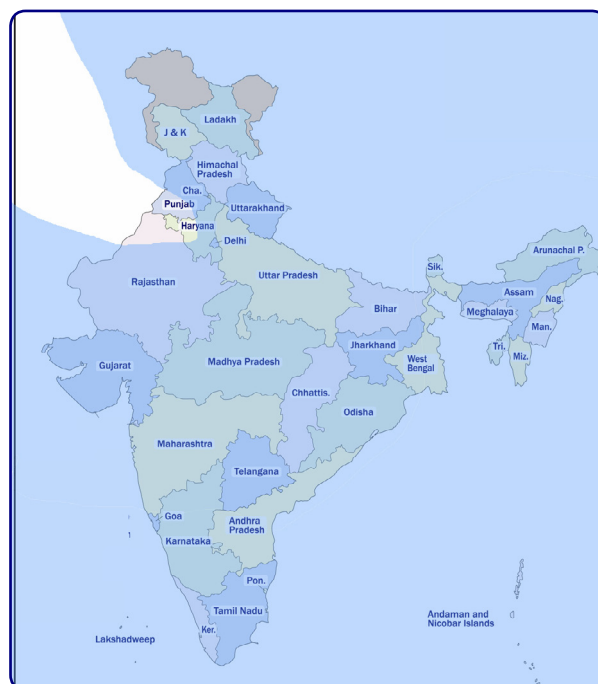 Ladakh
J & K
Himachal
Pradesh
Cha.
Punjab
Uttarakhand
Haryana
Delhi
Arunachal P.
Sik.
Uttar Pradesh
Rajasthan
Assam
Nag.
Bihar
Meghalaya
Man.
Jharkhand
Tri.
Miz.
West
Bengal
Gujarat
Madhya Pradesh
Chhattis.
Odisha
Maharashtra
Telangana
Goa
Andhra
Pradesh
Karnataka
Pon.
Tamil Nadu
Andaman and
Nicobar Islands
Ker.
Lakshadweep